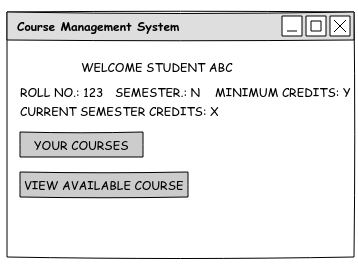 Course Management System
WELCOME STUDENT ABC
ROLL NO.: 123 SEMESTER.: N MINIMUM CREDITS: Y
CURRENT SEMESTER CREDITS: X
YOUR COURSES
VIEW AVAILABLE COURSE